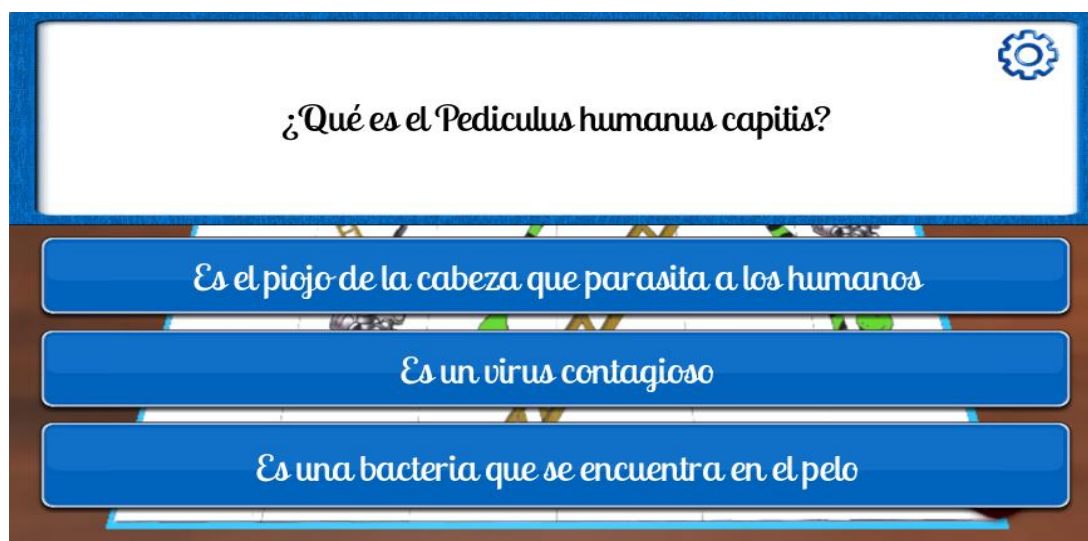 ¿Qué es el Pediculus humanus capitis?
Es el piojo de la cabeza que parasita a los humanos
Es un virus contagioso
Es una bacteria que se encuentra en el pelo